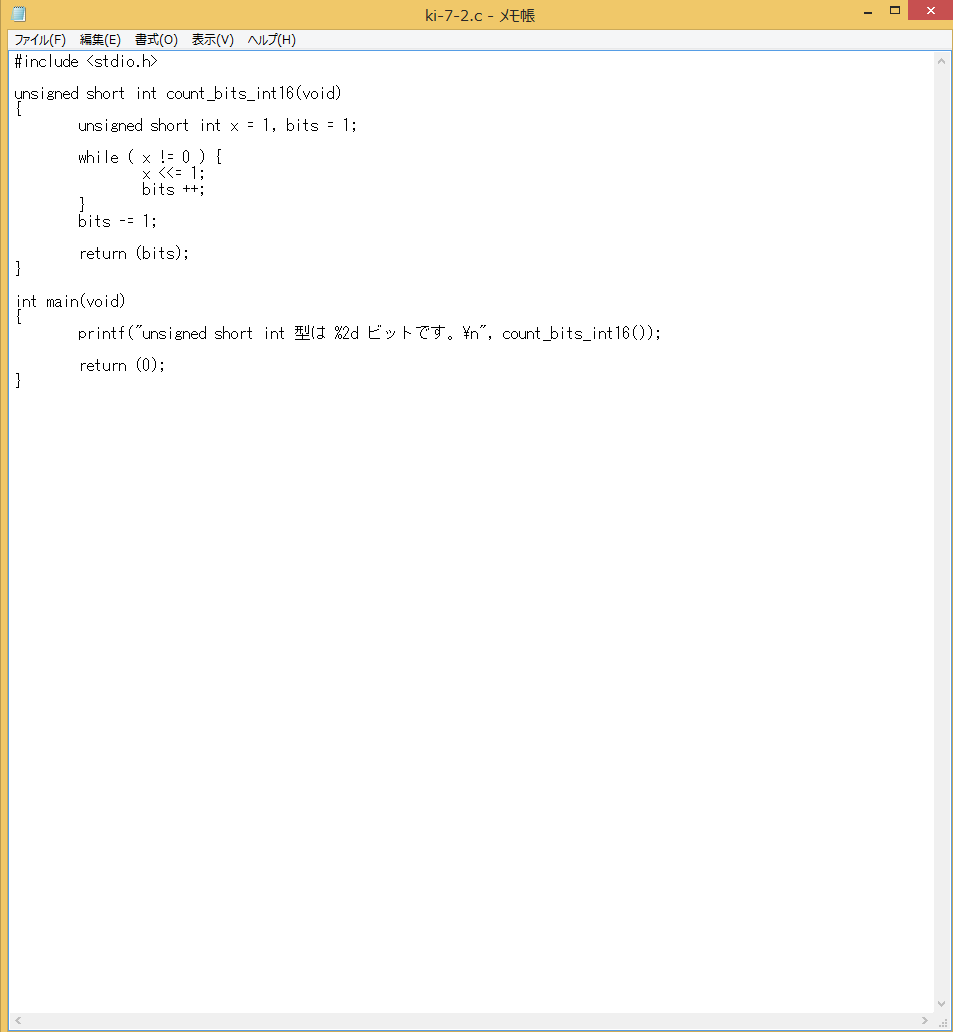 ki-7-2.c - メモ帳
ファイル(F) 編集(E) 書式(O) 表示(V) ヘルプ(H)
#include <stdio.h>
unsigned short int count_bits_int16(void)
{
unsigned short int x = 1, bits = 1;
while ( x != 0 ) {
x <<= 1;
bits ++;
}
bits -= 1;
return (bits);
}
int main(void)
{
printf("unsigned short int 型は %2d ビットです。¥n", count_bits_int16());
return (0);
}